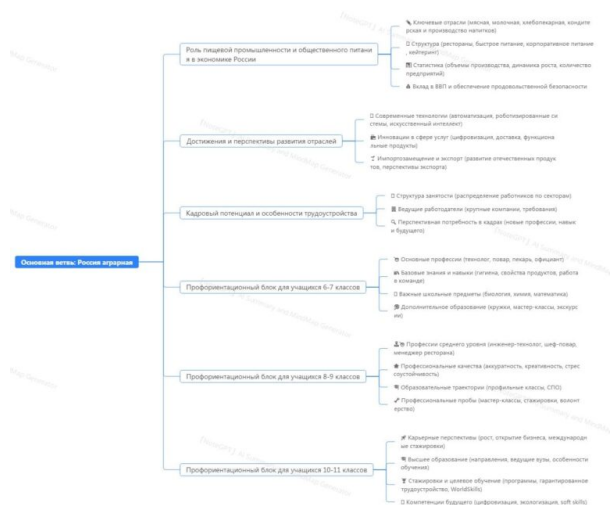 Основная ветвь: Россия аграрная
Роль пищевой промышленности и общественного питани
я в экономике России
Ключевые отрасли (мясная, молочная, хлебопекарная, кондите
рская и производство напитков)
Структура (рестораны, быстрое питание, корпоративное питание
, кейтеринг)
Статистика (объемы производства, динамика роста, количество
предприятий)
Вклад в ВВП и обеспечение продовольственной безопасности
Достижения и перспективы развития отраслей
Современные технологии (автоматизация, роботизированные си
стемы, искусственный интеллект)
Инновации в сфере услуг (цифровизация, доставка, функциона
льные продукты)
Импортозамещение и экспорт (развитие отечественных продук
тов, перспективы экспорта)
Кадровый потенциал и особенности трудоустройства
Структура занятости (распределение работников по секторам)
Ведущие работодатели (крупные компании, требования)
Перспективная потребность в кадрах (новые профессии, навык
и будущего)
Профориентационный блок для учащихся 6-7 классов
Основные профессии (технолог, повар, пекарь, официант)
Базовые знания и навыки (гигиена, свойства продуктов, работа
в команде)
Важные школьные предметы (биология, химия, математика)
Дополнительное образование (кружки, мастер-классы, экскурс
ии)
Профориентационный блок для учащихся 8-9 классов
Профессии среднего уровня (инженер-технолог, шеф-повар,
менеджер ресторана)
Профессиональные качества (аккуратность, креативность, стрес
соустойчивость)
Образовательные траектории (профильные классы, СПО)
Профессиональные пробы (мастер-классы, стажировки, волонт
ерство)
Профориентационный блок для учащихся 10-11 классов
Карьерные перспективы (рост, открытие бизнеса, международн
ые стажировки)
Высшее образование (направления, ведущие вузы, особенности
обучения)
Стажировки и целевое обучение (программы, гарантированное
трудоустройство, WorldSkills)
Компетенции будущего (цифровизация, экологизация, soft skills)